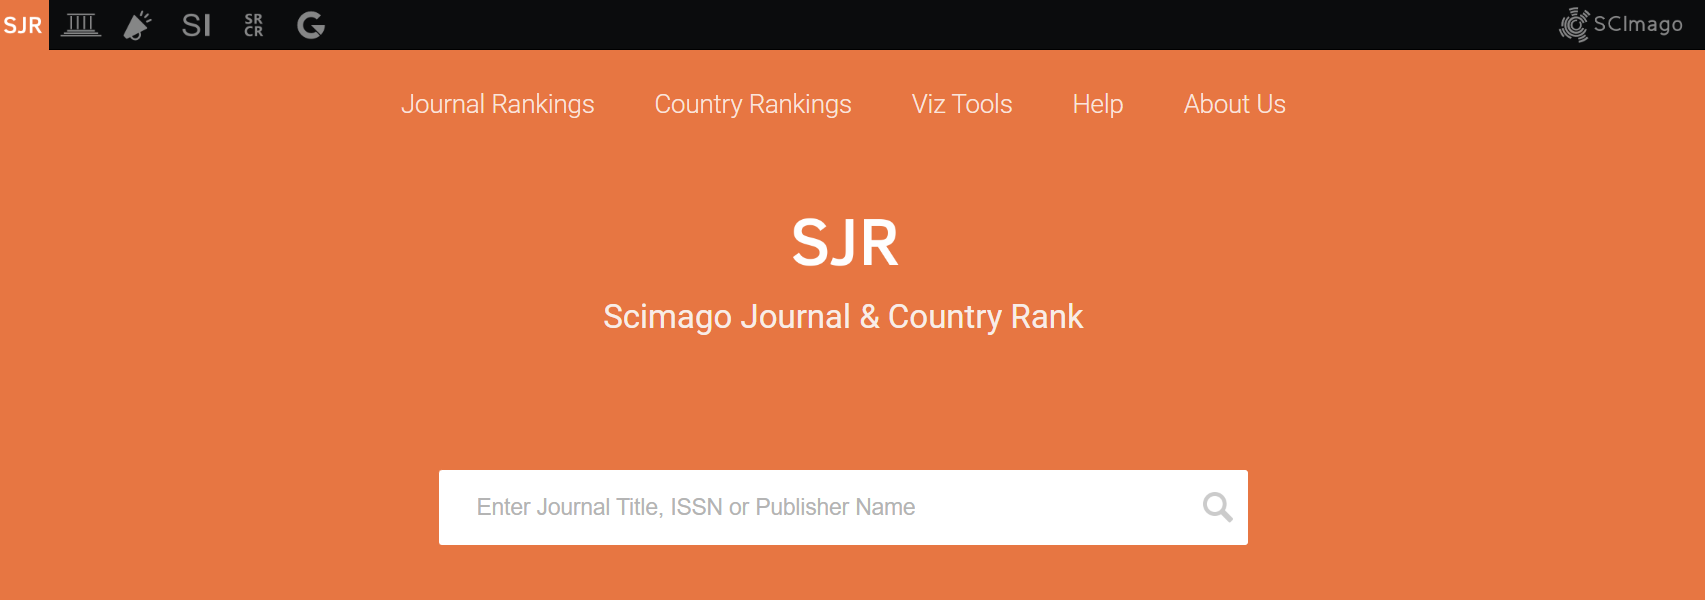 SJR
SI
SR
CR
G
SCImago
Journal Rankings Country Rankings Viz Tools Help About Us
SJR
Scimago Journal & Country Rank
Enter Journal Title, ISSN or Publisher Name